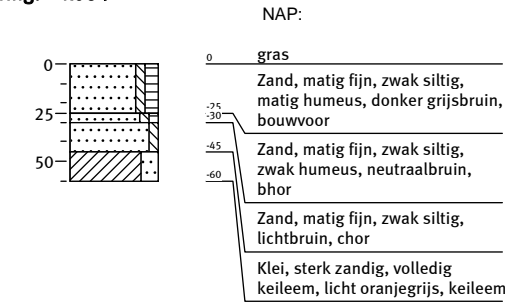 NAP:
0
25
50
0
-25
-30
-45
-60
gras
Zand, matig fijn, zwak siltig,
matig humeus, donker grijsbruin,
bouwvoor
Zand, matig fijn, zwak siltig,
zwak humeus, neutraalbruin,
bhor
Zand, matig fijn, zwak siltig,
lichtbruin, chor
Klei, sterk zandig, volledig
keileem, licht oranjegrijs, keileem